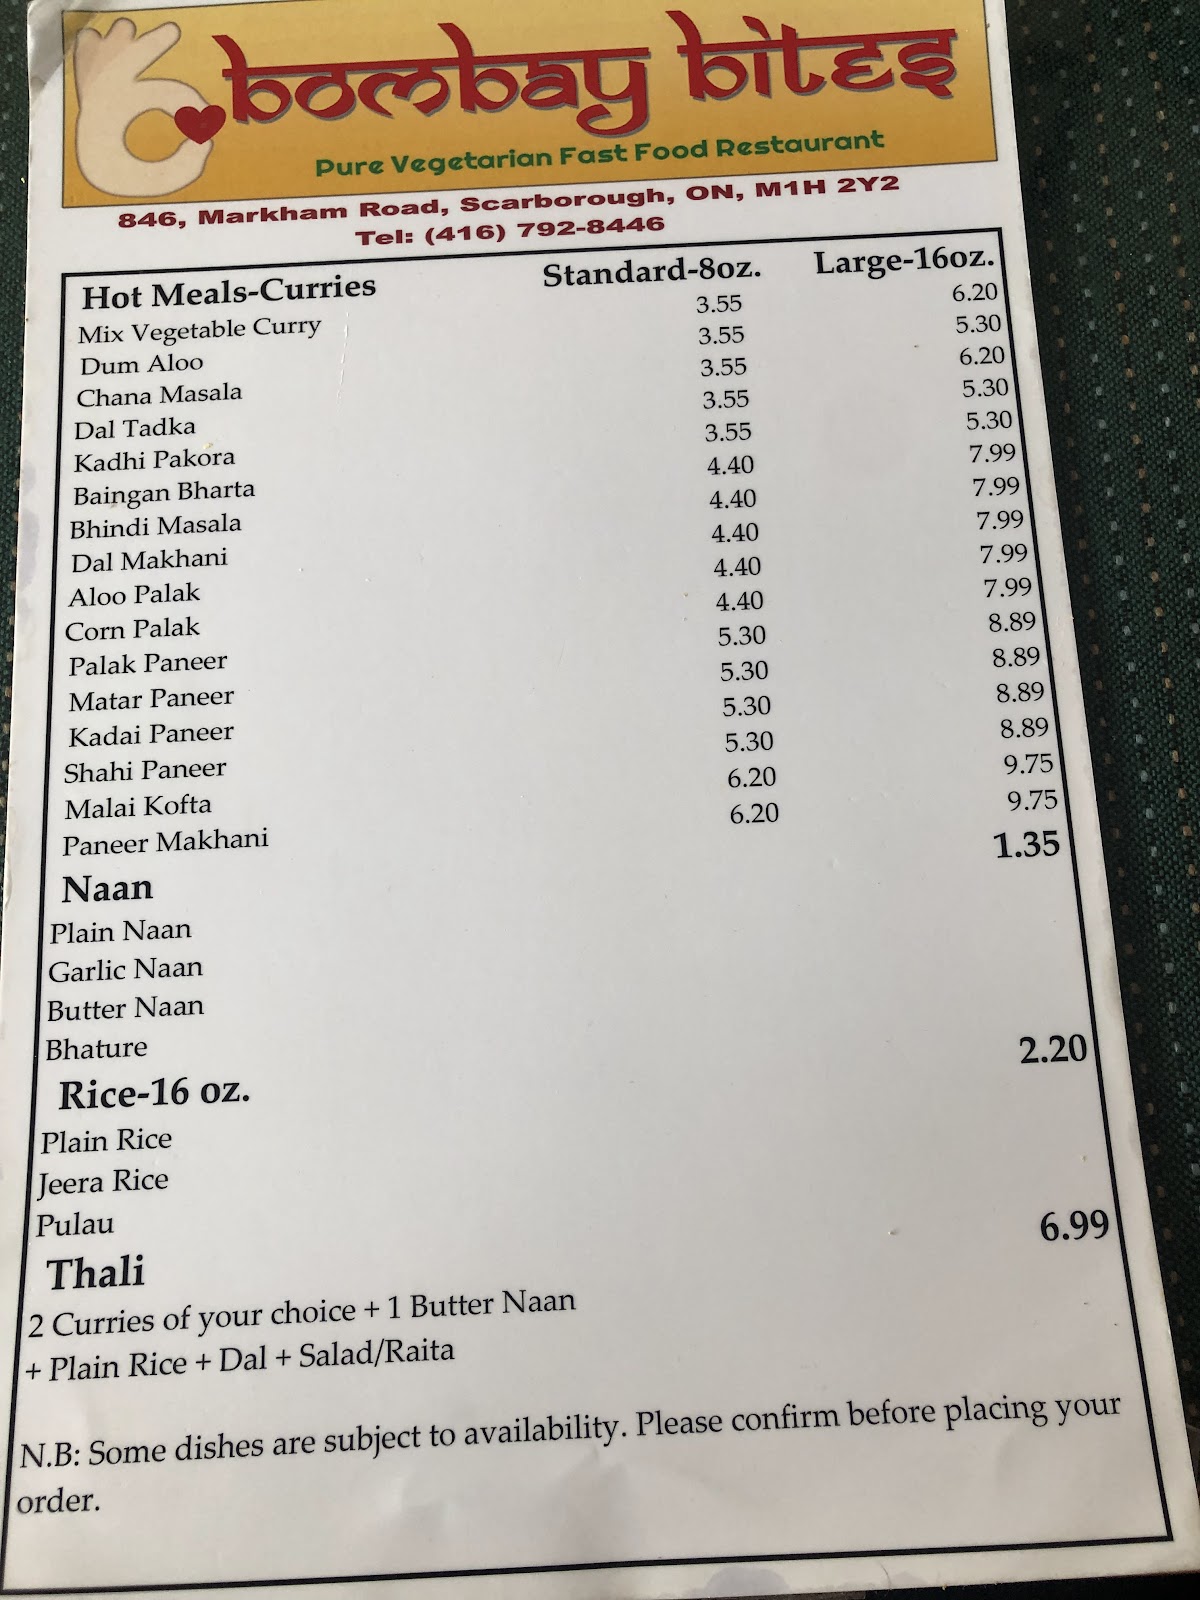 bombay bites
Pure Vegetarian Fast Food Restaurant
846, Markham Road, Scarborough, ON, M1H 2Y2
Tel: (416) 792-8446
Hot Meals-Curries Standard-8oz. Large-16oz.
Mix Vegetable Curry 3.55 6.20
Dum Aloo 3.55 5.30
Chana Masala 3.55 6.20
Dal Tadka 3.55 5.30
Kadhi Pakora 3.55 5.30
Baingan Bharta 4.40 7.99
Bhindi Masala 4.40 7.99
Dal Makhani 4.40 7.99
Aloo Palak 4.40 7.99
Corn Palak 4.40 7.99
Palak Paneer 5.30 8.89
Matar Paneer 5.30 8.89
Kadai Paneer 5.30 8.89
Shahi Paneer 5.30 8.89
Malai Kofta 6.20 9.75
Paneer Makhani 6.20 9.75
Naan 1.35
Plain Naan
Garlic Naan
Butter Naan
Bhature
Rice-16 oz. 2.20
Plain Rice
Jeera Rice
Pulau
Thali 6.99
2 Curries of your choice + 1 Butter Naan
+ Plain Rice + Dal + Salad/Raita
N.B: Some dishes are subject to availability. Please confirm before placing your
order.